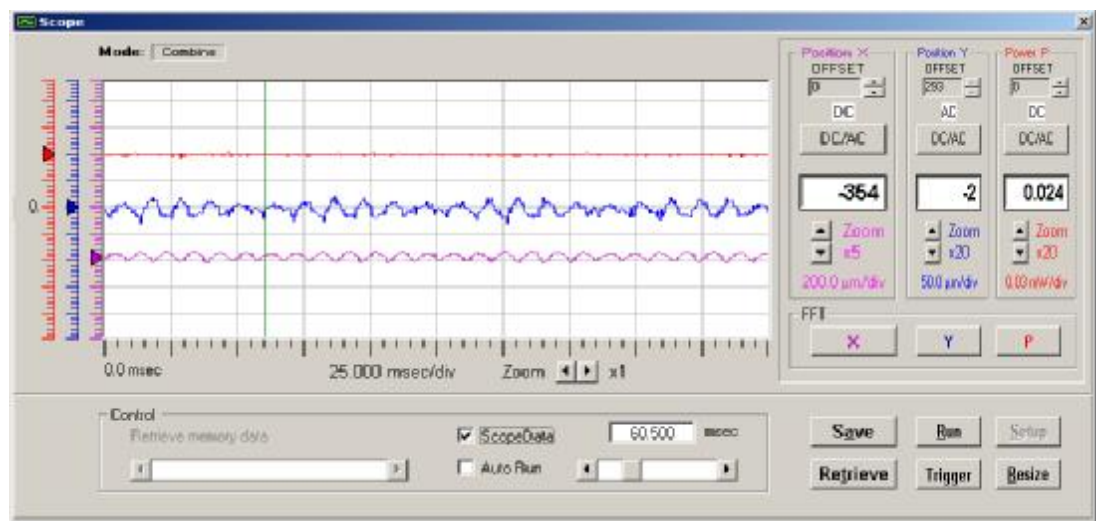 Scope
Mode: Combine
Position X
OFFSET
0
DC
DC/AC
-354
Zoom
x5
200.0 µm/div
Position Y
OFFSET
293
AC
DC/AC
-2
Zoom
x20
50.0 µm/div
Power P
OFFSET
0
DC
DC/AC
0.024
Zoom
x20
0.03 mW/div
0.
0.0 msec
25.000 msec/div
Zoom
x1
FFT
X
Y
P
Control
Retrieve memory data
ScopeData
60.500
msec
Auto Run
Save
Run
Setup
Retrieve
Trigger
Resize